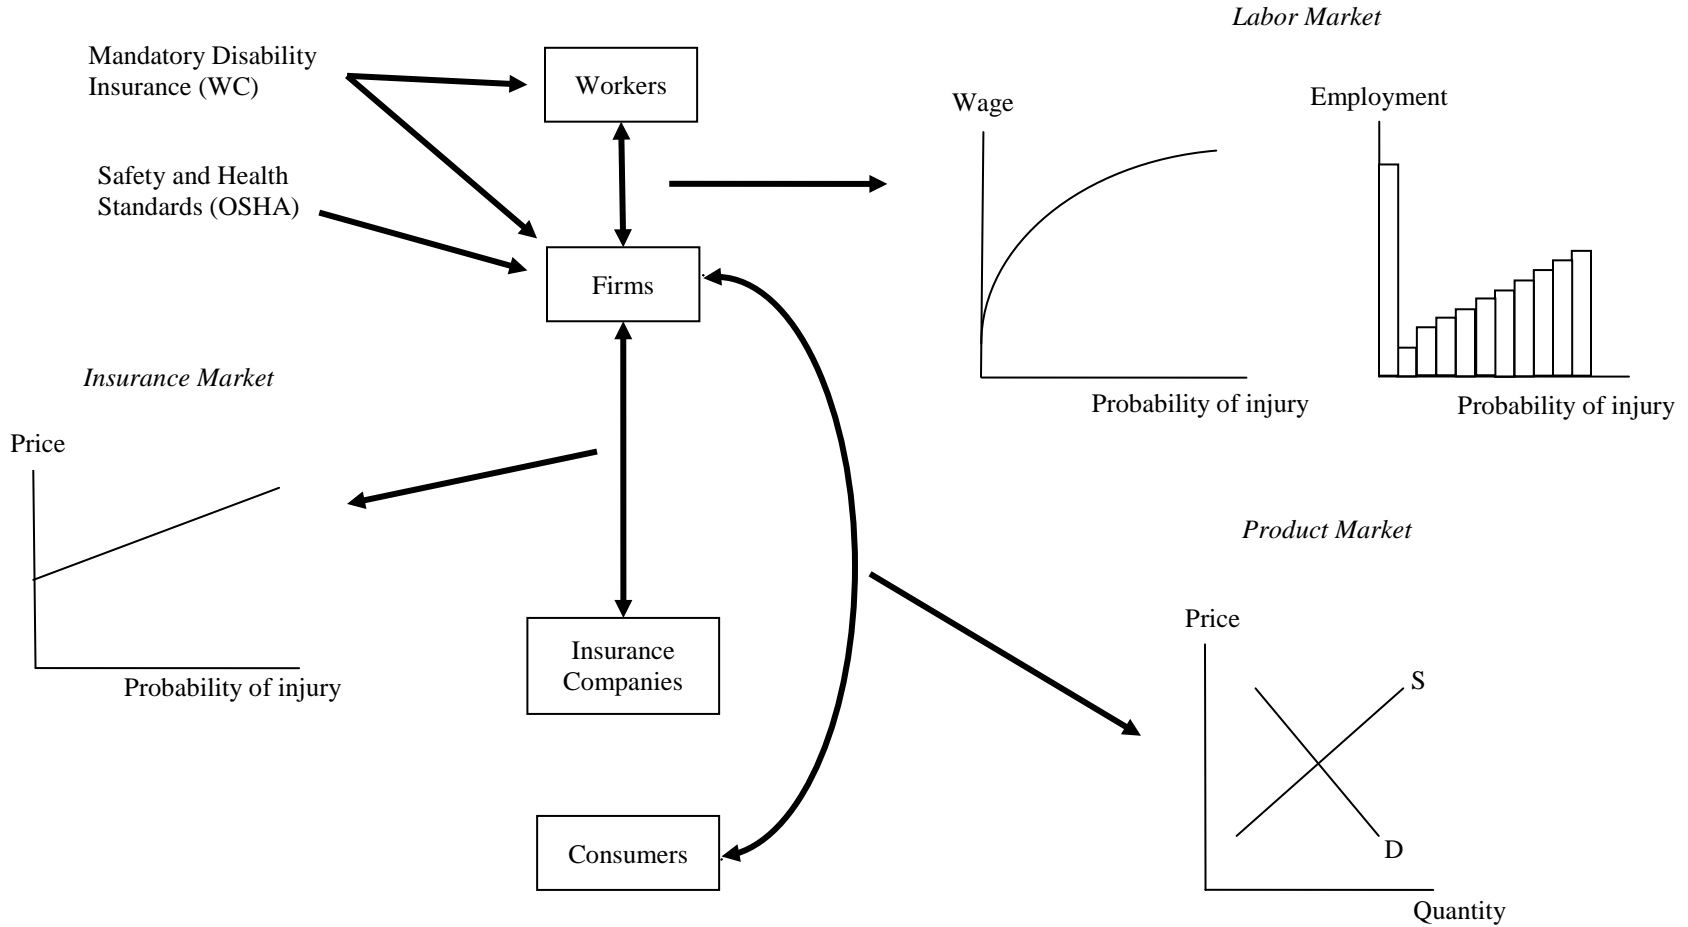 Labor Market
Mandatory Disability
Insurance (WC)
Workers
Wage
Employment
Safety and Health
Standards (OSHA)
Firms
Probability of injury
Probability of injury
Insurance Market
Price
Probability of injury
Insurance
Companies
Product Market
Price
S
D
Quantity
Consumers